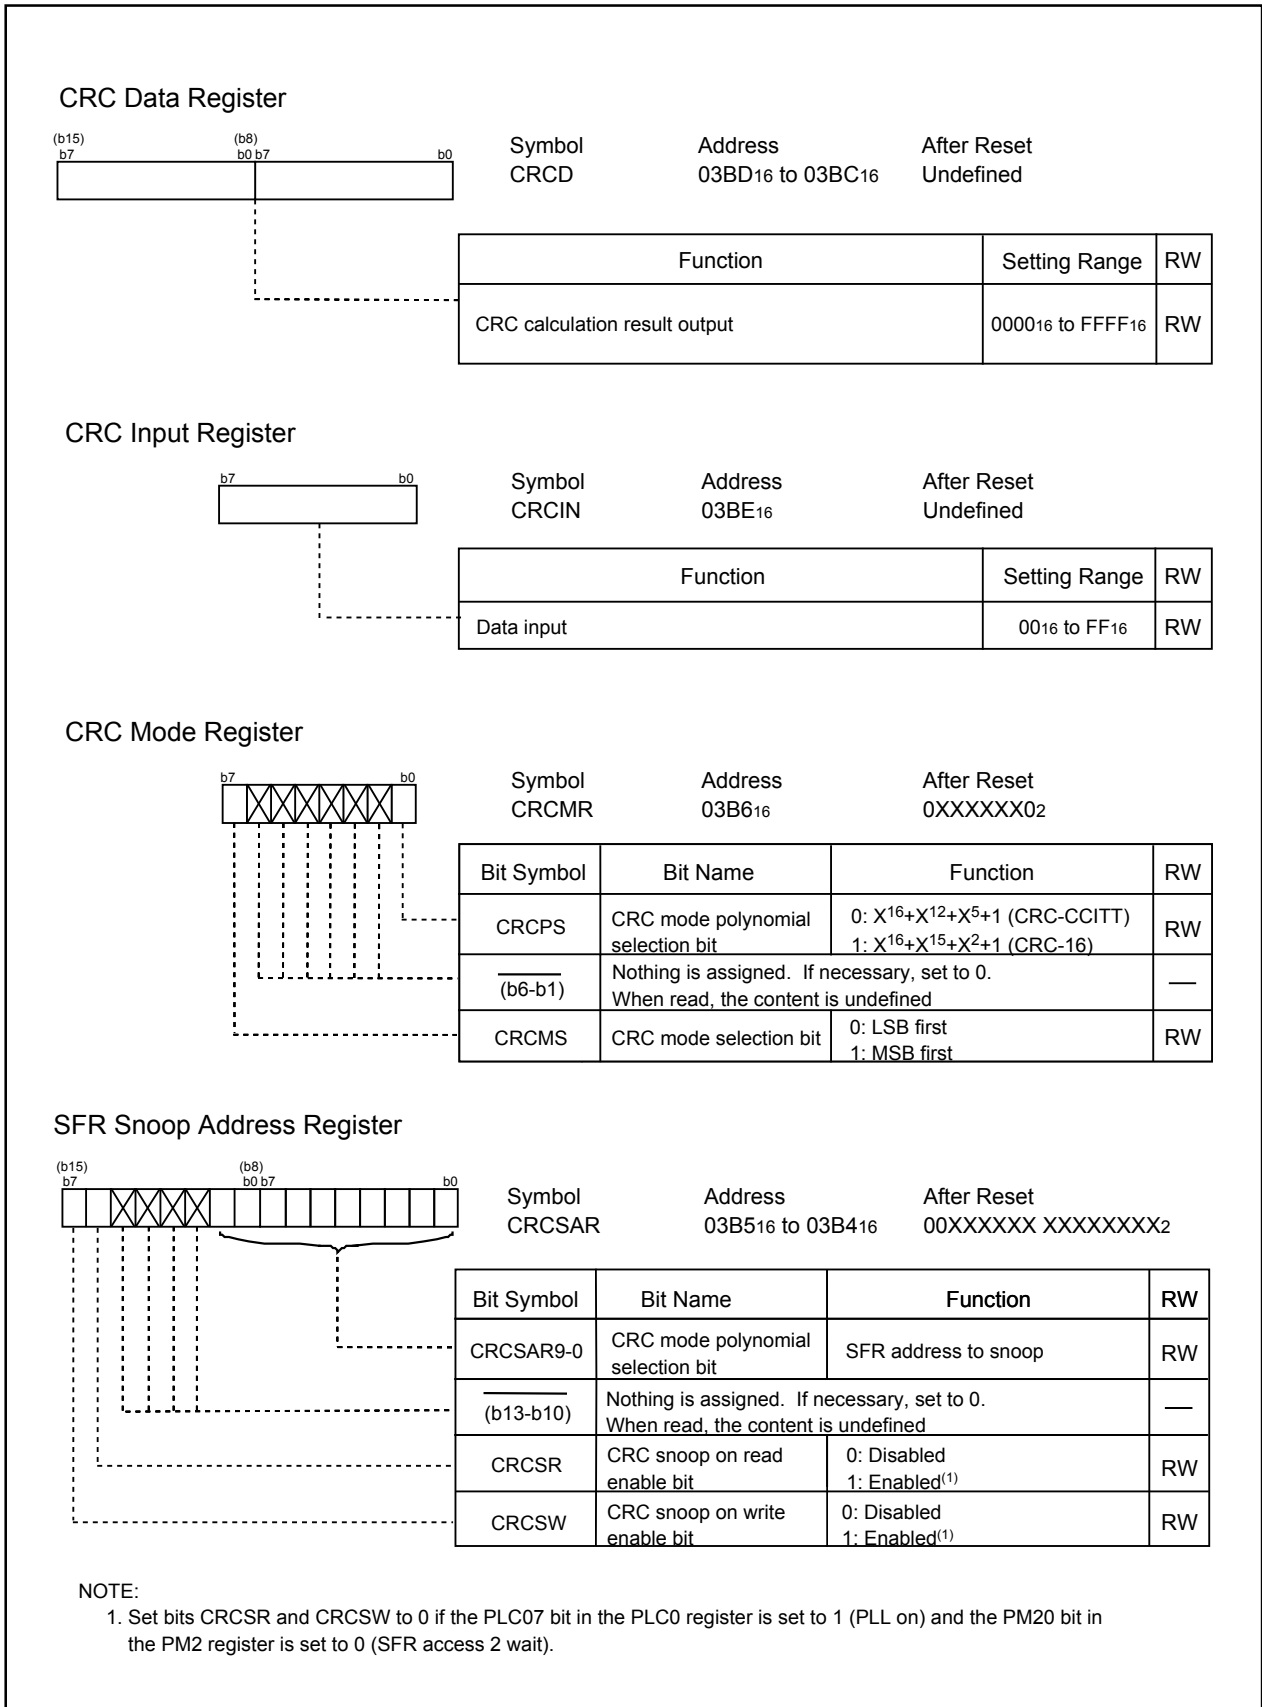 CRC Data Register
(b15) (b8)
b7 b0 b7 b0
Symbol Address After Reset
CRCD 03BD16 to 03BC16 Undefined
Function Setting Range RW
CRC calculation result output 000016 to FFFF16 RW
CRC Input Register
b7 b0
Symbol Address After Reset
CRCIN 03BE16 Undefined
Function Setting Range RW
Data input 0016 to FF16 RW
CRC Mode Register
b7 b0
Symbol Address After Reset
CRCMR 03B616 0XXXXXX02
Bit Symbol Bit Name Function RW
CRCPS CRC mode polynomial selection bit 0: X16+X12+X5+1 (CRC-CCITT)
1: X16+X15+X2+1 (CRC-16) RW
(b6-b1) Nothing is assigned. If necessary, set to 0.
When read, the content is undefined —
CRCMS CRC mode selection bit 0: LSB first
1: MSB first RW
SFR Snoop Address Register
(b15) (b8)
b7 b0 b7 b0
Symbol Address After Reset
CRCSAR 03B516 to 03B416 00XXXXXX XXXXXXXX2
Bit Symbol Bit Name Function RW
CRCSAR9-0 CRC mode polynomial selection bit SFR address to snoop RW
(b13-b10) Nothing is assigned. If necessary, set to 0.
When read, the content is undefined —
CRCSR CRC snoop on read enable bit 0: Disabled
1: Enabled(1) RW
CRCSW CRC snoop on write enable bit 0: Disabled
1: Enabled(1) RW
NOTE:
1. Set bits CRCSR and CRCSW to 0 if the PLC07 bit in the PLC0 register is set to 1 (PLL on) and the PM20 bit in
the PM2 register is set to 0 (SFR access 2 wait).